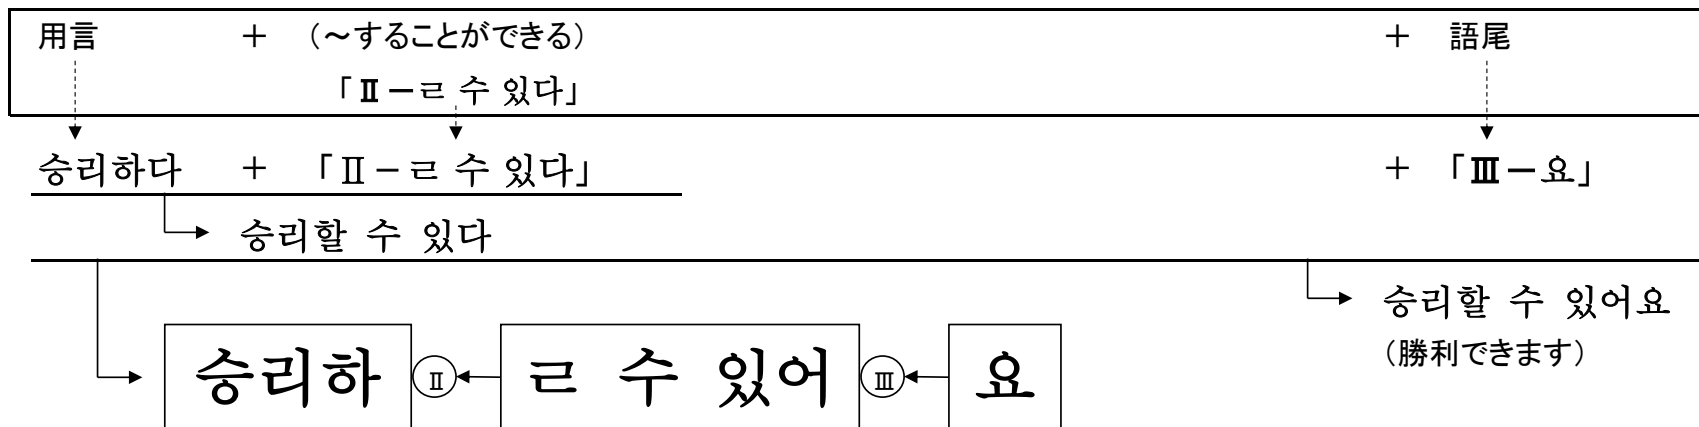 用言 + (～することができる) + 語尾
「Ⅱ－ㄹ 수 있다」
승리하다 + 「Ⅱ－ㄹ 수 있다」 + 「Ⅲ－요」
승리할 수 있다
승리할 수 있어요
(勝利できます)
승리하 Ⅱ ㄹ 수 있어 Ⅲ 요